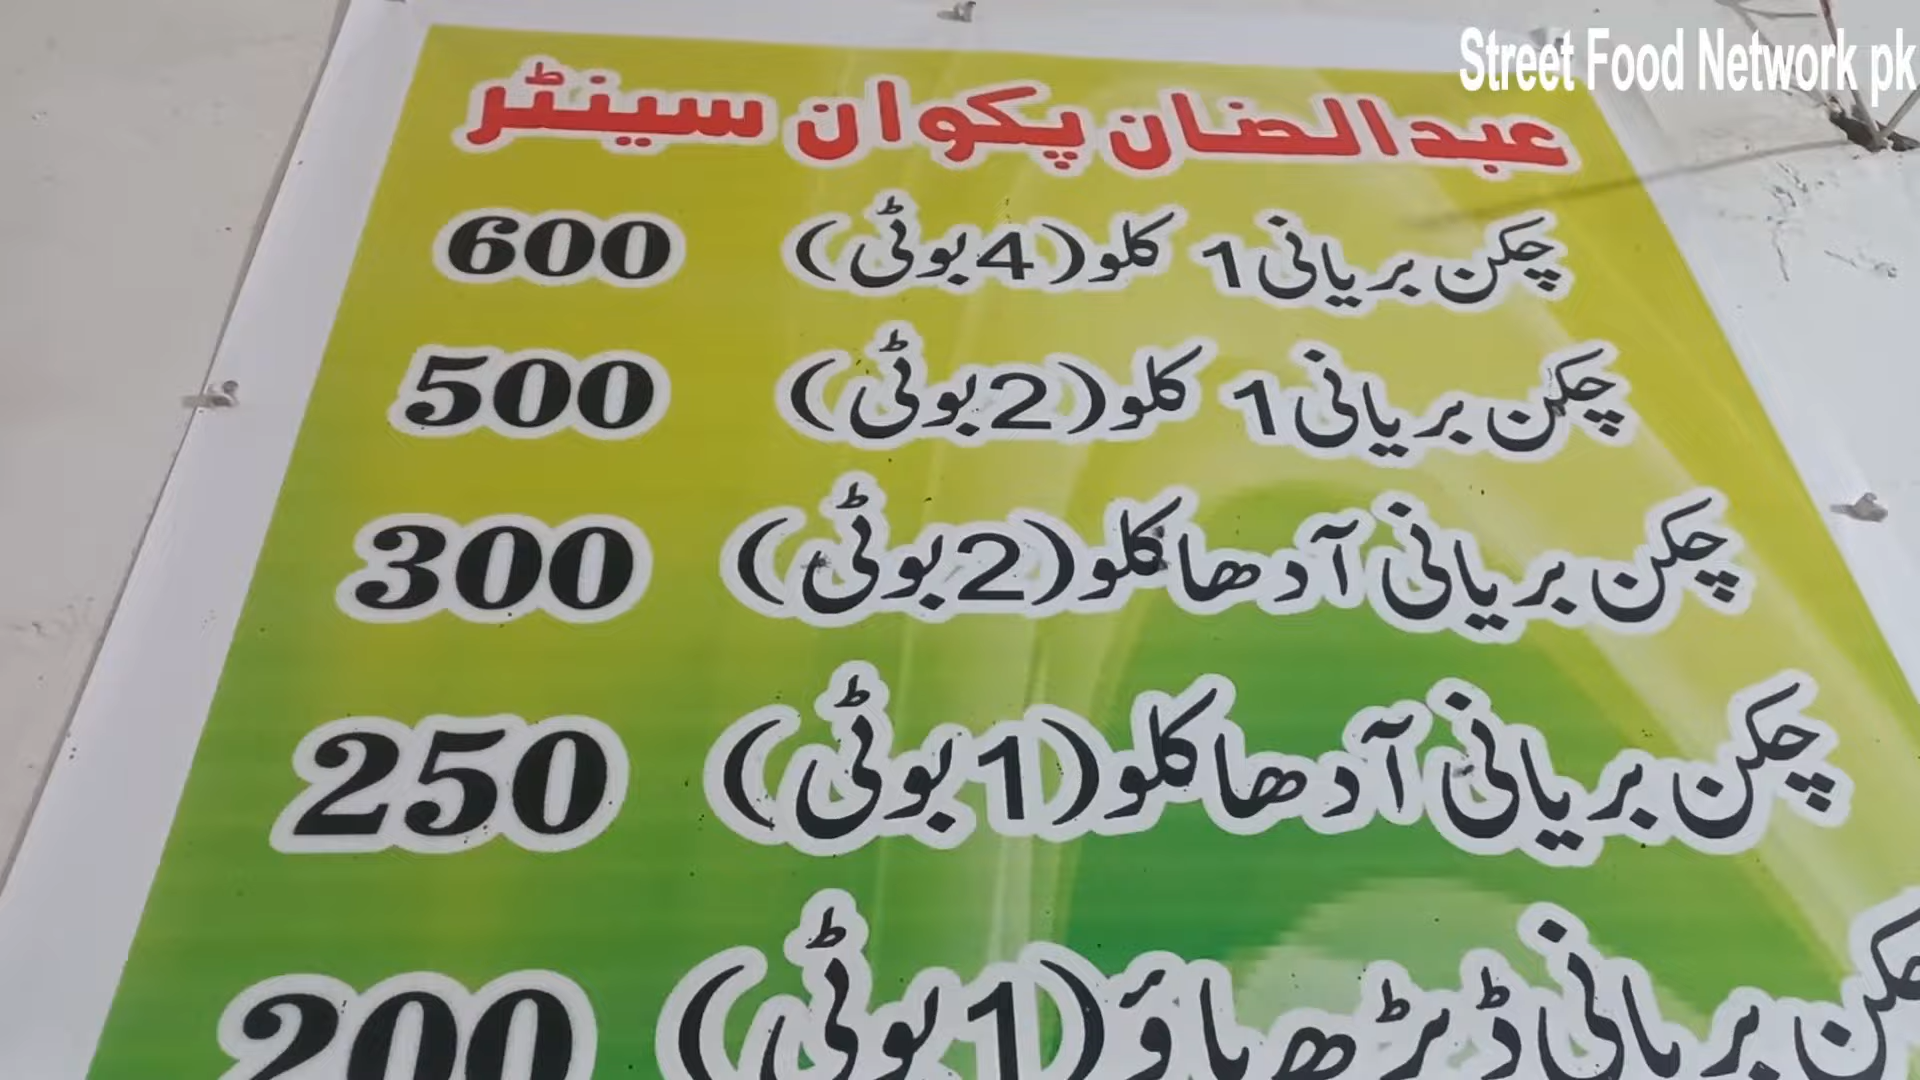 Street Food Network pk
عبدالضان پکوان سینٹر
چکن بریانی 1 کلو (4 بوٹی) 600
چکن بریانی 1 کلو (2 بوٹی) 500
چکن بریانی آدھا کلو (2 بوٹی) 300
چکن بریانی آدھا کلو (1 بوٹی) 250
چکن بریانی ڈیڑھ پاؤ (1 بوٹی) 200